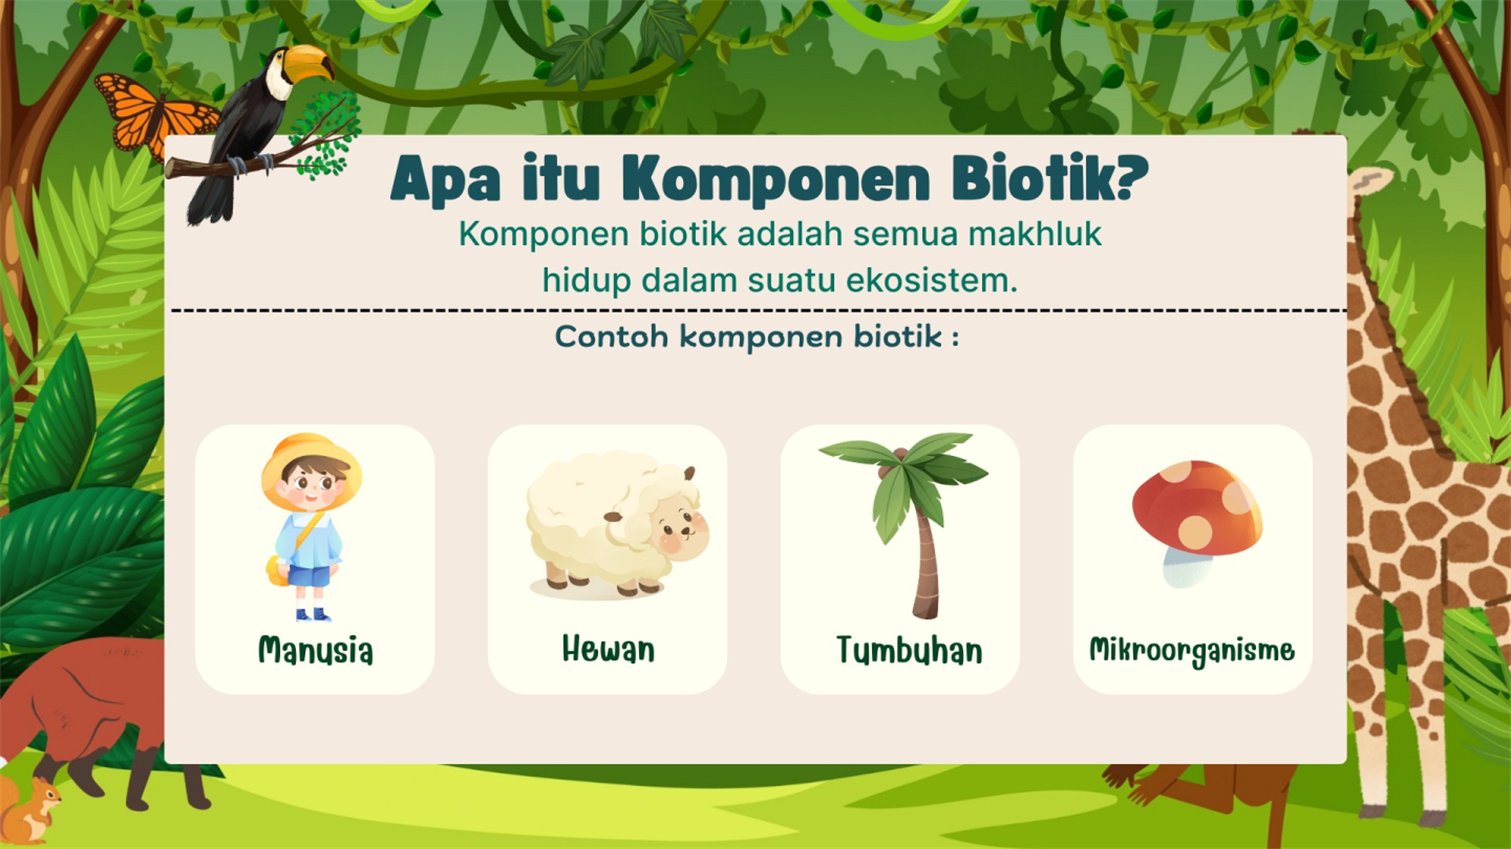 Apa itu Komponen Biotik?
Komponen biotik adalah semua makhluk
hidup dalam suatu ekosistem.
Contoh komponen biotik :
Manusia
Hewan
Tumbuhan
Mikroorganisme